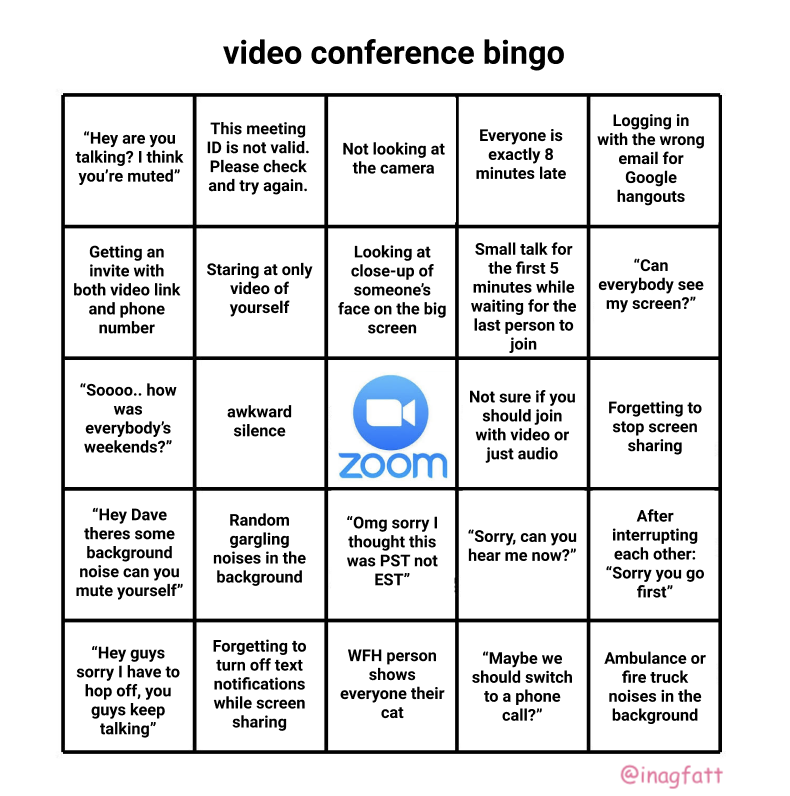 video conference bingo
“Hey are you
talking? I think
you’re muted”
This meeting
ID is not valid.
Please check
and try again.
Not looking at
the camera
Everyone is
exactly 8
minutes late
Logging in
with the wrong
email for
Google
hangouts
Getting an
invite with
both video link
and phone
number
Staring at only
video of
yourself
Looking at
close-up of
someone’s
face on the big
screen
Small talk for
the first 5
minutes while
waiting for the
last person to
join
“Can
everybody see
my screen?”
“Soooo.. how
was
everybody’s
weekends?”
awkward
silence
zoom
Not sure if you
should join
with video or
just audio
Forgetting to
stop screen
sharing
“Hey Dave
theres some
background
noise can you
mute yourself”
Random
gargling
noises in the
background
“Omg sorry I
thought this
was PST not
EST”
“Sorry, can you
hear me now?”
After
interrupting
each other:
“Sorry you go
first”
“Hey guys
sorry I have to
hop off, you
guys keep
talking”
Forgetting to
turn off text
notifications
while screen
sharing
WFH person
shows
everyone their
cat
“Maybe we
should switch
to a phone
call?”
Ambulance or
fire truck
noises in the
background
@inagfatt